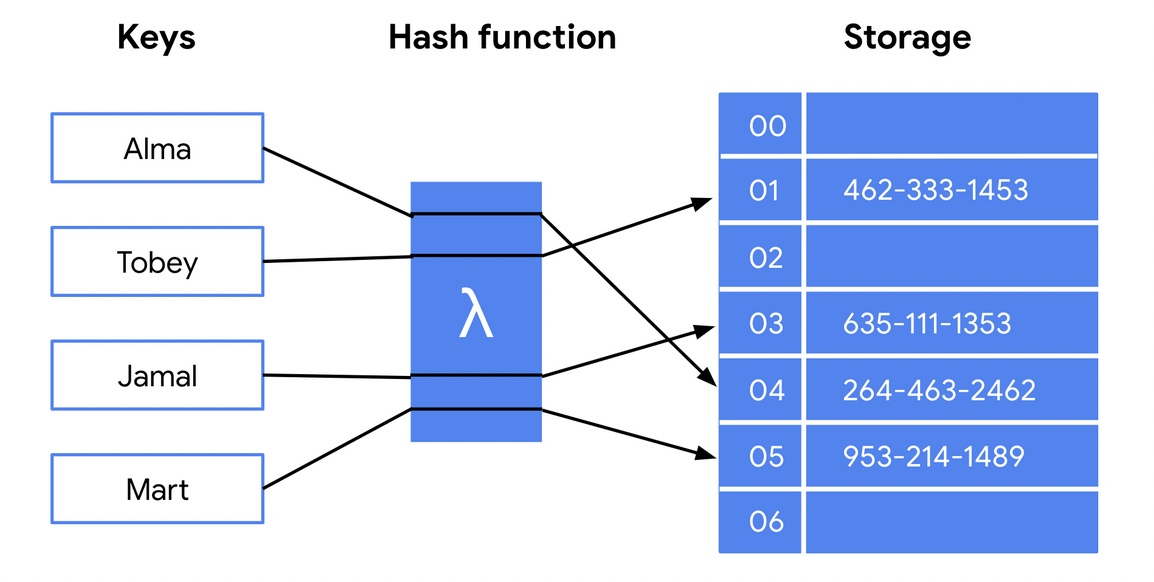 Keys
Hash function
Storage
Alma
Tobey
Jamal
Mart
λ
00
01 462-333-1453
02
03 635-111-1353
04 264-463-2462
05 953-214-1489
06